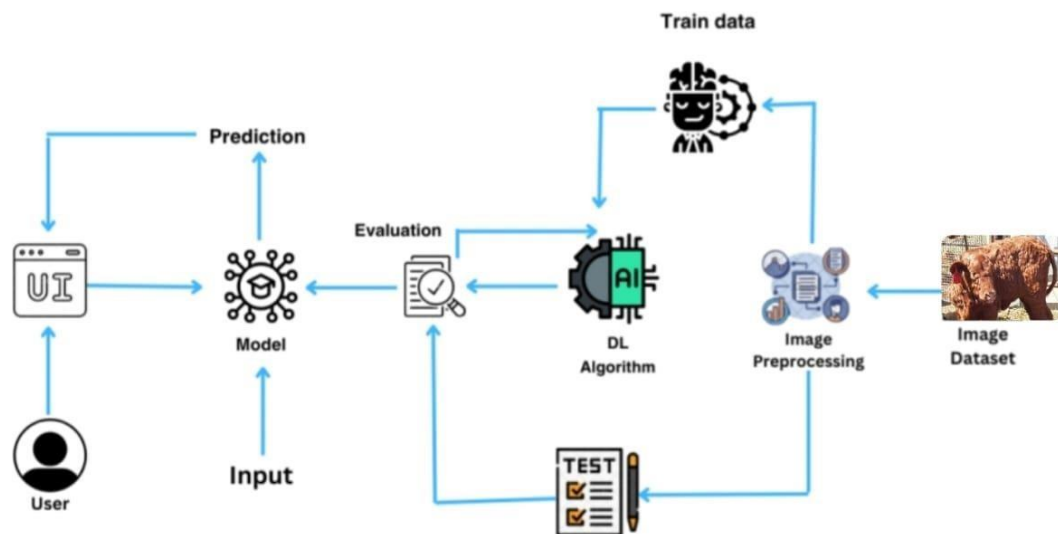 Train data
Prediction
Evaluation
UI
AI
Model
DL
Algorithm
Image
Preprocessing
Image
Dataset
User
Input
TEST